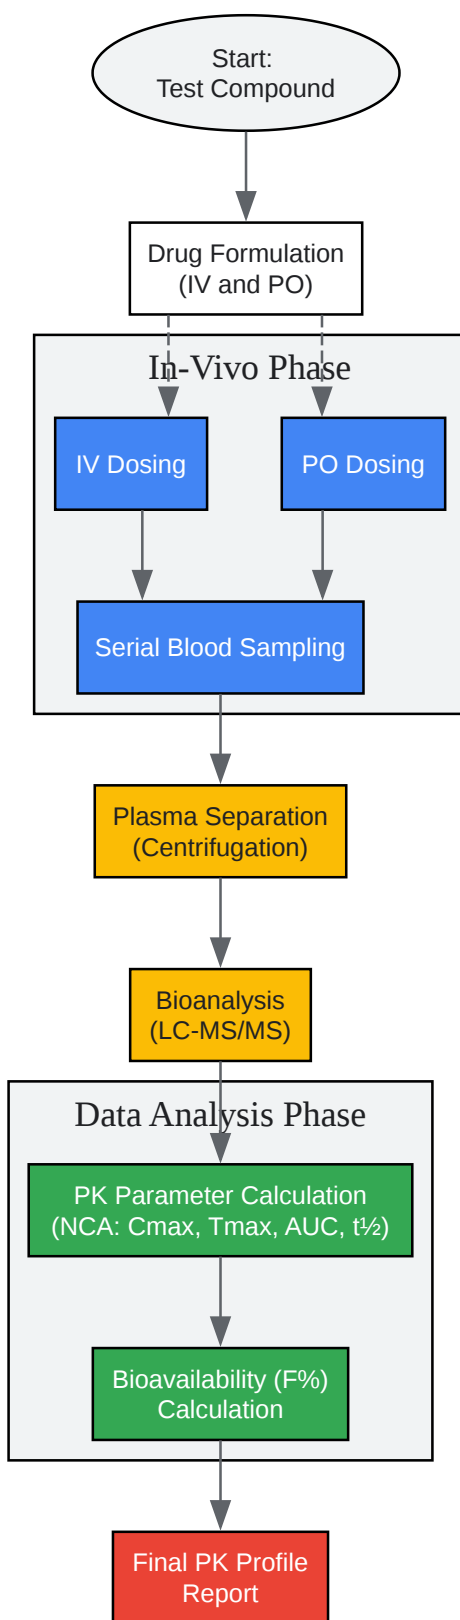 Start:
Test Compound
Drug Formulation
(IV and PO)
In-Vivo Phase
IV Dosing
PO Dosing
Serial Blood Sampling
Plasma Separation
(Centrifugation)
Bioanalysis
(LC-MS/MS)
Data Analysis Phase
PK Parameter Calculation
(NCA: Cmax, Tmax, AUC, t½)
Bioavailability (F%)
Calculation
Final PK Profile
Report